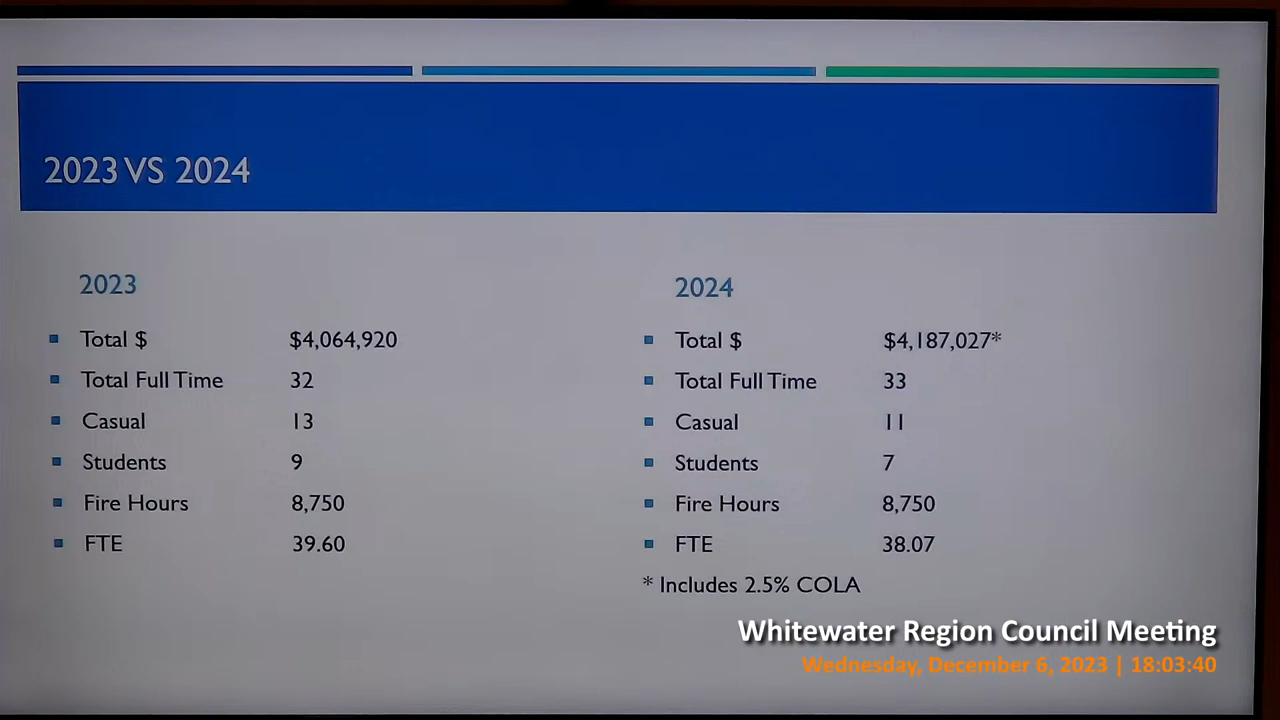 2023 VS 2024
2023
Total $ $4,064,920
Total Full Time 32
Casual 13
Students 9
Fire Hours 8,750
FTE 39.60
2024
Total $ $4,187,027*
Total Full Time 33
Casual 11
Students 7
Fire Hours 8,750
FTE 38.07
* Includes 2.5% COLA
Whitewater Region Council Meeting
Wednesday, December 6, 2023 | 18:03:40